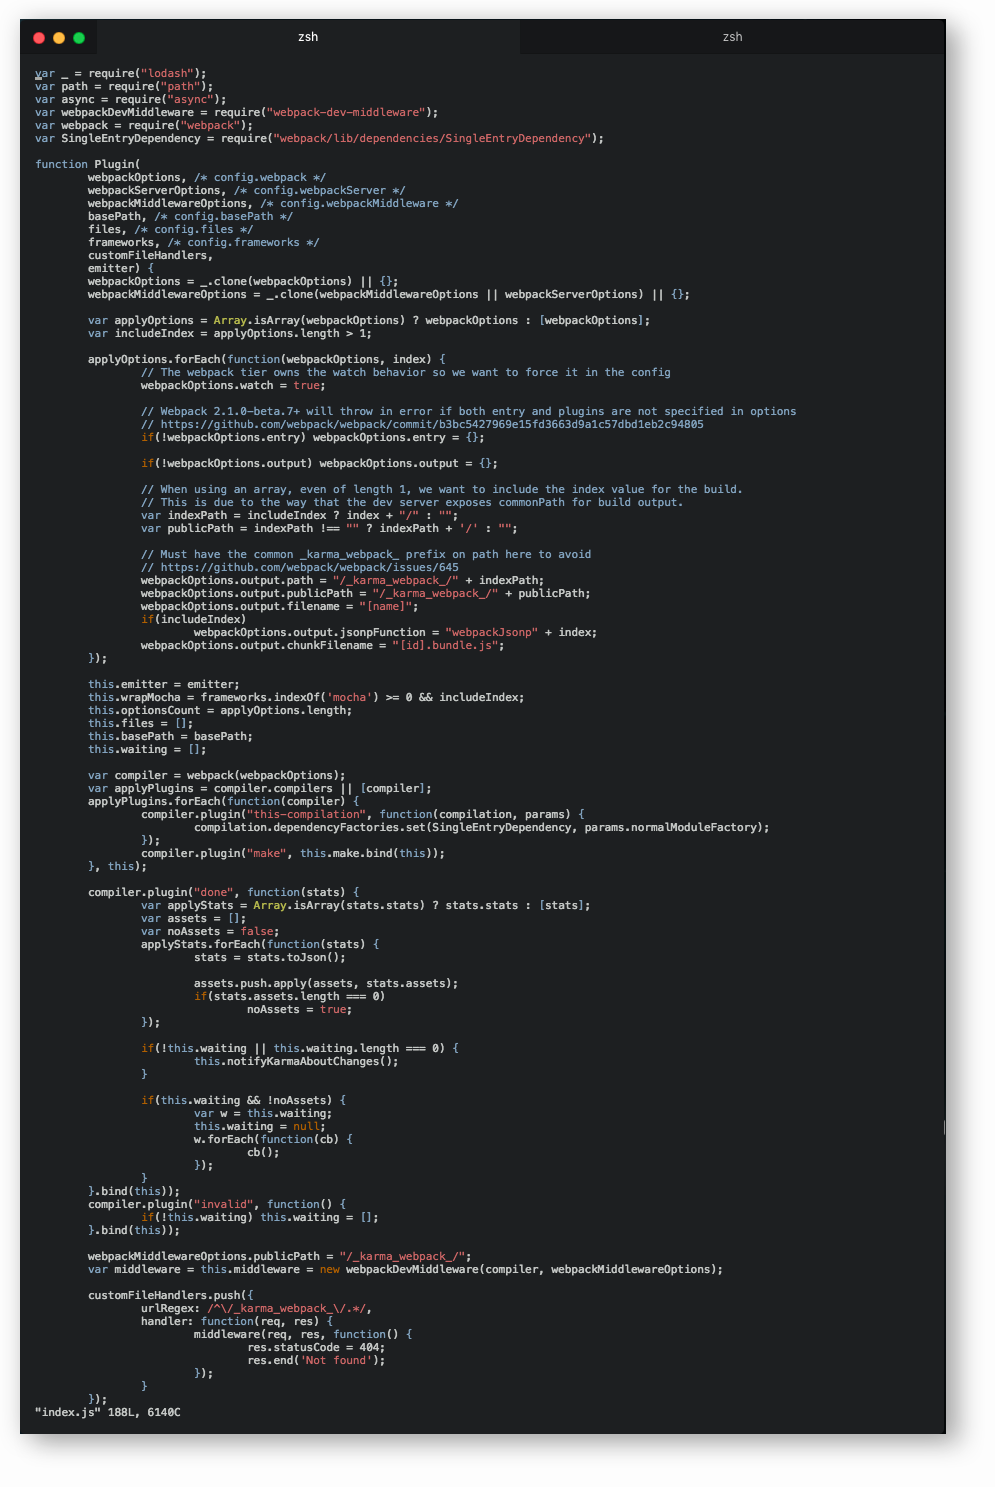 zsh
zsh
var _ = require("lodash");
var path = require("path");
var async = require("async");
var webpackDevMiddleware = require("webpack-dev-middleware");
var webpack = require("webpack");
var SingleEntryDependency = require("webpack/lib/dependencies/SingleEntryDependency");
function Plugin(
webpackOptions, /* config.webpack */
webpackServerOptions, /* config.webpackServer */
webpackMiddlewareOptions, /* config.webpackMiddleware */
basePath, /* config.basePath */
files, /* config.files */
frameworks, /* config.frameworks */
customFileHandlers,
emitter) {
webpackOptions = _.clone(webpackOptions) || {};
webpackMiddlewareOptions = _.clone(webpackMiddlewareOptions || webpackServerOptions) || {};
var applyOptions = Array.isArray(webpackOptions) ? webpackOptions : [webpackOptions];
var includeIndex = applyOptions.length > 1;
applyOptions.forEach(function(webpackOptions, index) {
// The webpack tier owns the watch behavior so we want to force it in the config
webpackOptions.watch = true;
// Webpack 2.1.0-beta.7+ will throw in error if both entry and plugins are not specified in options
// https://github.com/webpack/webpack/commit/b3bc5427969e15fd3663d9a1c57dbd1eb2c94805
if(!webpackOptions.entry) webpackOptions.entry = {};
if(!webpackOptions.output) webpackOptions.output = {};
// When using an array, even of length 1, we want to include the index value for the build.
// This is due to the way that the dev server exposes commonPath for build output.
var indexPath = includeIndex ? index + "/" : "";
var publicPath = indexPath !== "" ? indexPath + '/' : "";
// Must have the common _karma_webpack_ prefix on path here to avoid
// https://github.com/webpack/webpack/issues/645
webpackOptions.output.path = "/_karma_webpack_/" + indexPath;
webpackOptions.output.publicPath = "/_karma_webpack_/" + publicPath;
webpackOptions.output.filename = "[name]";
if(includeIndex)
webpackOptions.output.jsonpFunction = "webpackJsonp" + index;
webpackOptions.output.chunkFilename = "[id].bundle.js";
});
this.emitter = emitter;
this.wrapMocha = frameworks.indexOf('mocha') >= 0 && includeIndex;
this.optionsCount = applyOptions.length;
this.files = [];
this.basePath = basePath;
this.waiting = [];
var compiler = webpack(webpackOptions);
var applyPlugins = compiler.compilers || [compiler];
applyPlugins.forEach(function(compiler) {
compiler.plugin("this-compilation", function(compilation, params) {
compilation.dependencyFactories.set(SingleEntryDependency, params.normalModuleFactory);
});
compiler.plugin("make", this.make.bind(this));
}, this);
compiler.plugin("done", function(stats) {
var applyStats = Array.isArray(stats.stats) ? stats.stats : [stats];
var assets = [];
var noAssets = false;
applyStats.forEach(function(stats) {
stats = stats.toJson();
assets.push.apply(assets, stats.assets);
if(stats.assets.length === 0)
noAssets = true;
});
if(!this.waiting || this.waiting.length === 0) {
this.notifyKarmaAboutChanges();
}
if(this.waiting && !noAssets) {
var w = this.waiting;
this.waiting = null;
w.forEach(function(cb) {
cb();
});
}
}.bind(this));
compiler.plugin("invalid", function() {
if(!this.waiting) this.waiting = [];
}.bind(this));
webpackMiddlewareOptions.publicPath = "/_karma_webpack_/";
var middleware = this.middleware = new webpackDevMiddleware(compiler, webpackMiddlewareOptions);
customFileHandlers.push({
urlRegex: /^\/_karma_webpack_\/.*/,
handler: function(req, res) {
middleware(req, res, function() {
res.statusCode = 404;
res.end('Not found');
});
}
});
"index.js" 188L, 6140C